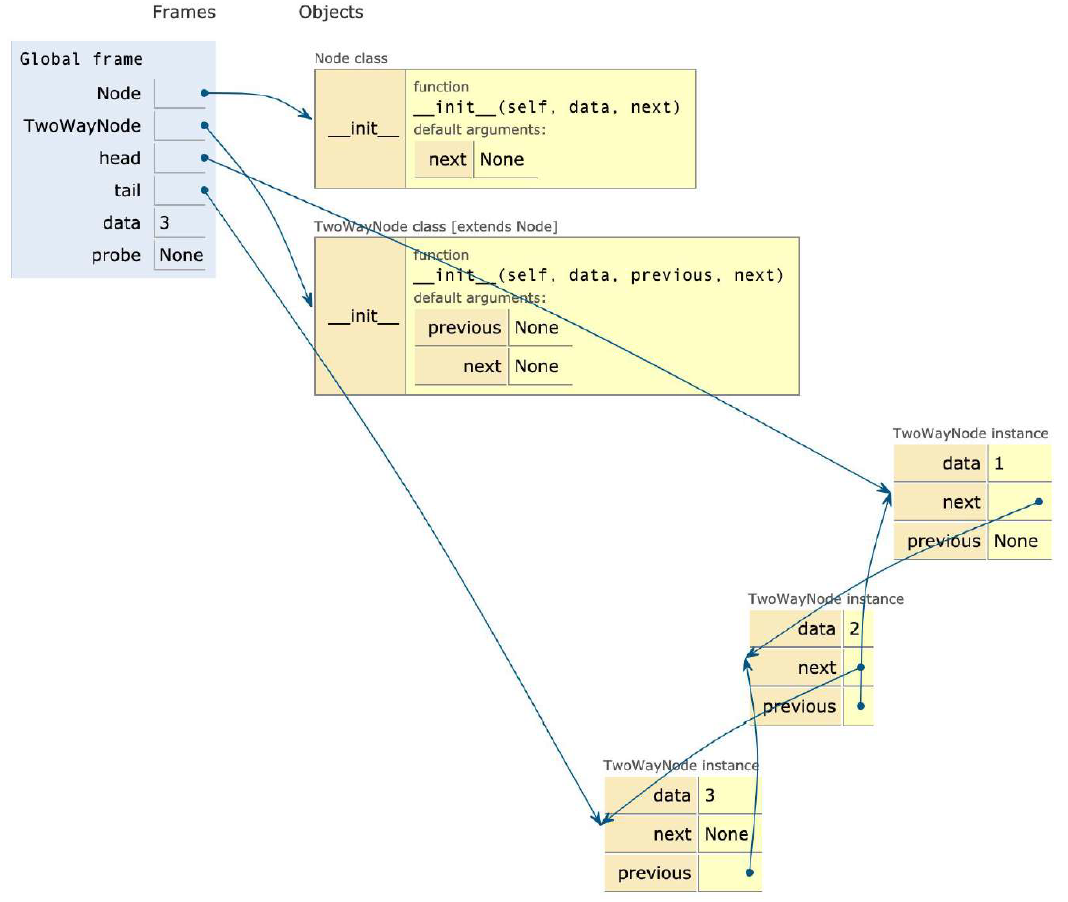 Frames Objects
Global frame
Node
TwoWayNode
head
tail
data 3
probe None
Node class
__init__
function
__init__(self, data, next)
default arguments:
next None
TwoWayNode class [extends Node]
__init__
function
__init__(self, data, previous, next)
default arguments:
previous None
next None
TwoWayNode instance
data 1
next
previous None
TwoWayNode instance
data 2
next
previous
TwoWayNode instance
data 3
next None
previous